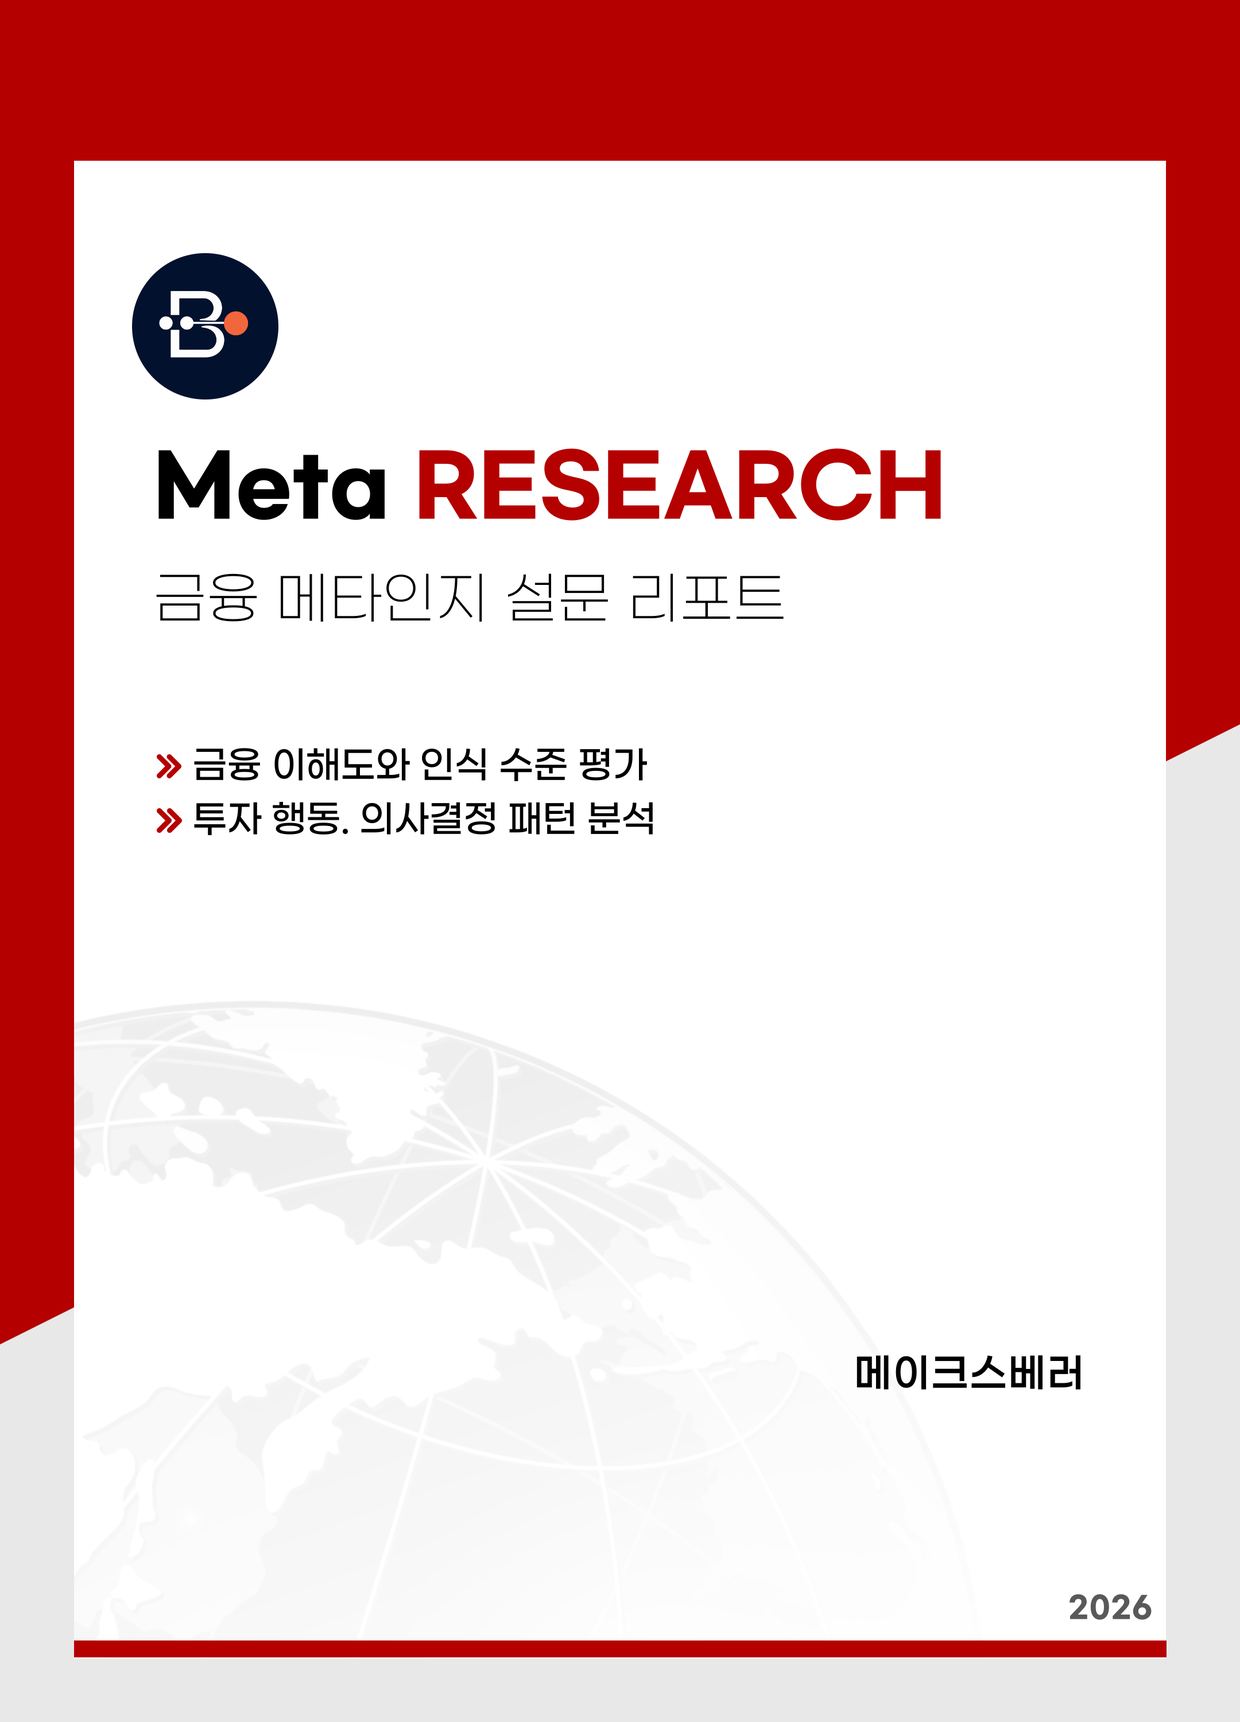 B
Meta RESEARCH
금융 메타인지 설문 리포트
» 금융 이해도와 인식 수준 평가
» 투자 행동. 의사결정 패턴 분석
메이크스베러
2026